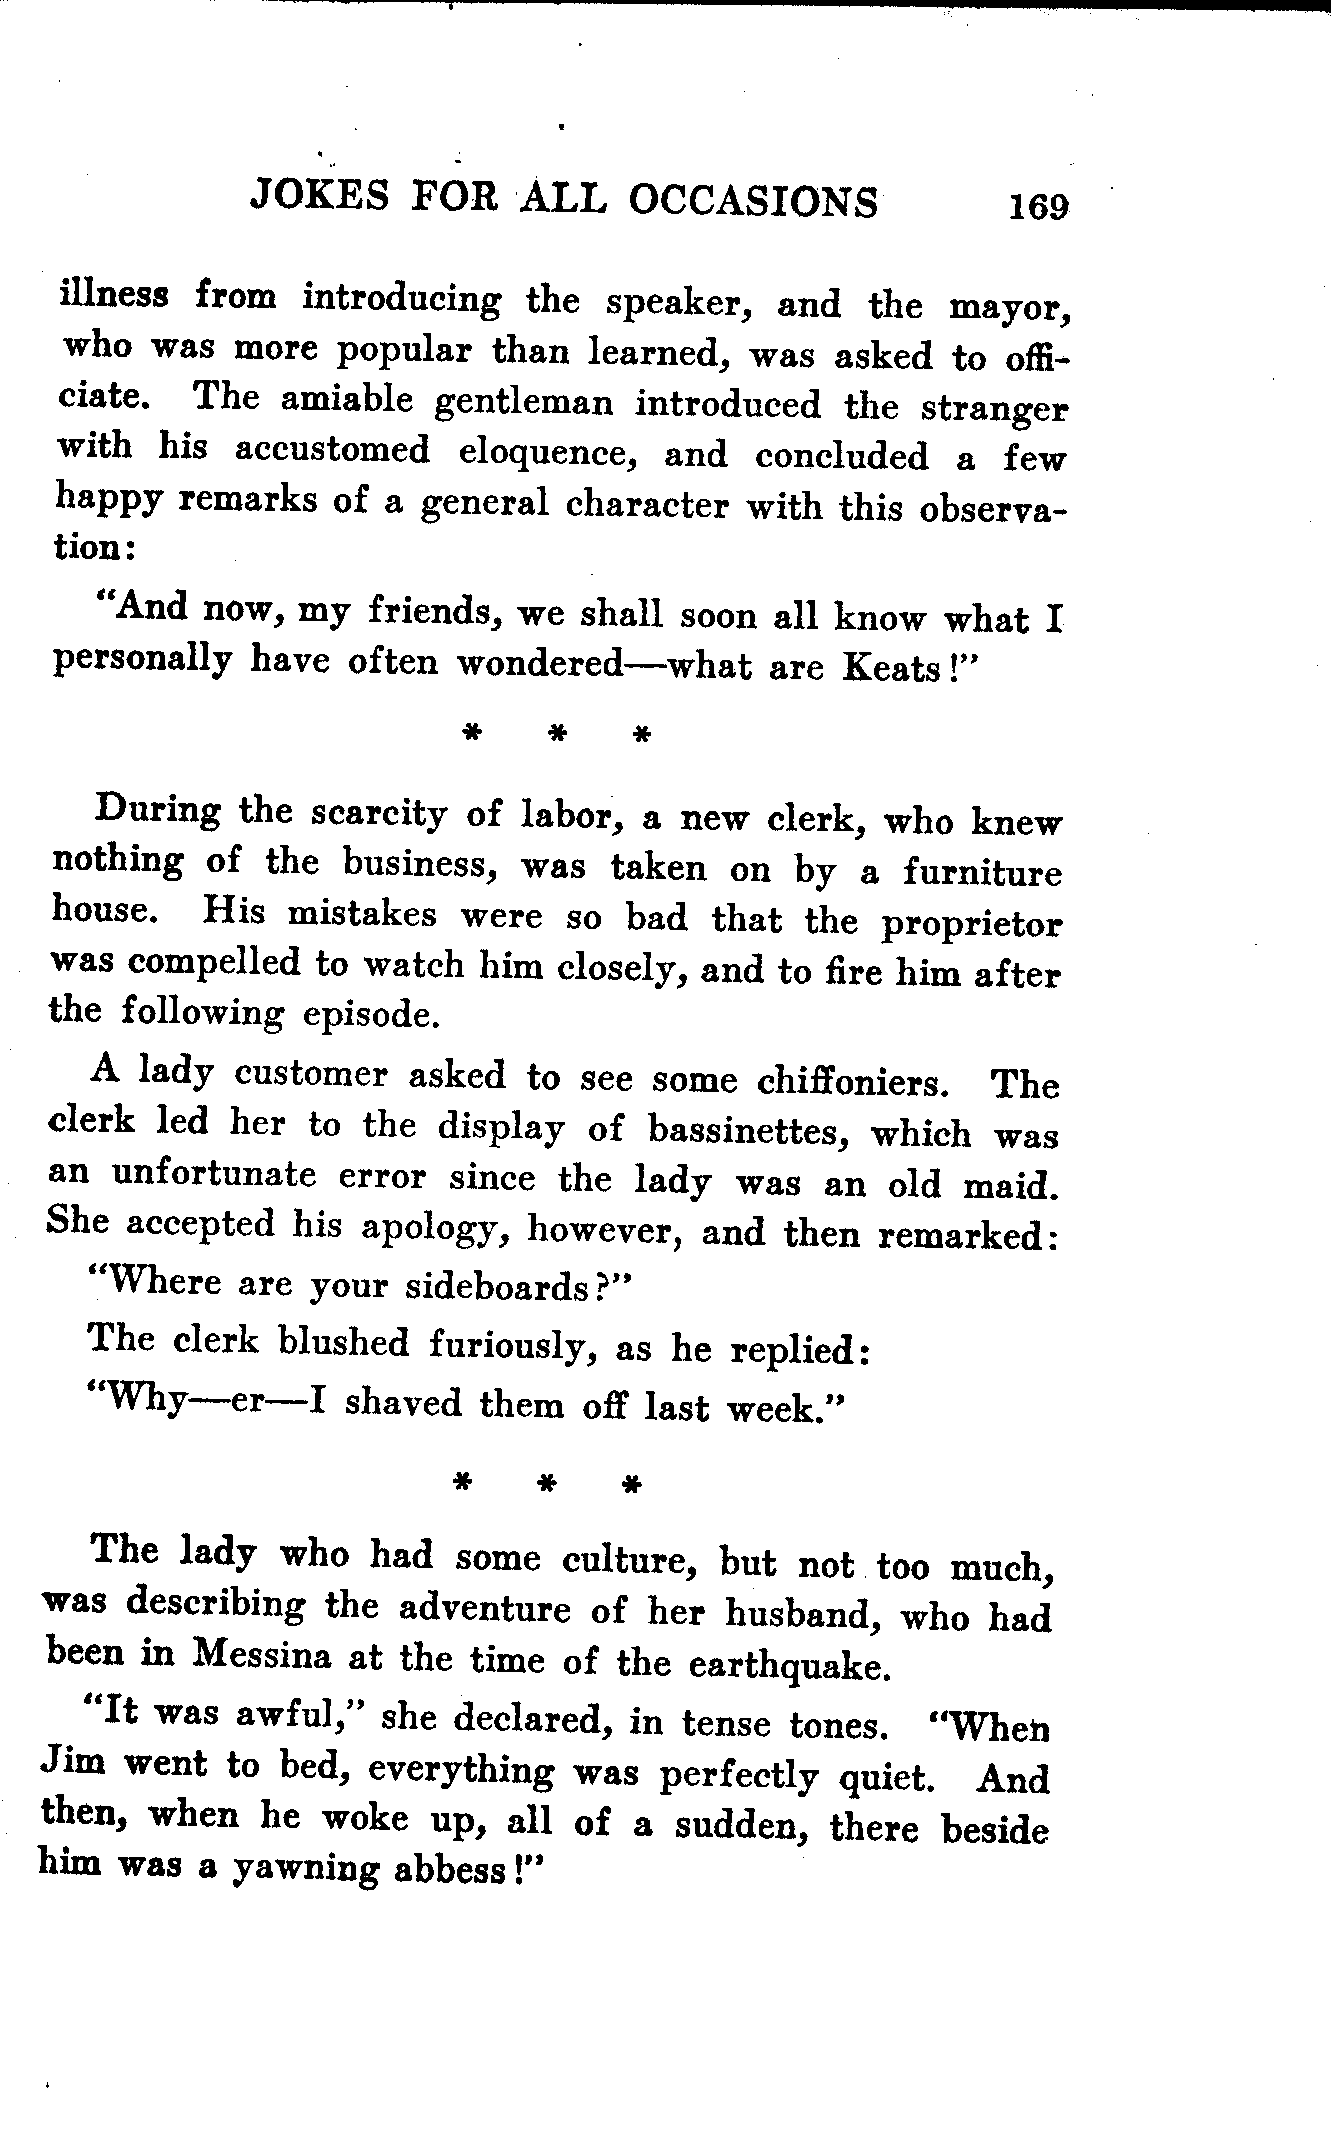 JOKES FOR ALL OCCASIONS 169
illness from introducing the speaker, and the mayor,
who was more popular than learned, was asked to offi-
ciate. The amiable gentleman introduced the stranger
with his accustomed eloquence, and concluded a few
happy remarks of a general character with this observa-
tion:
"And now, my friends, we shall soon all know what I
personally have often wondered—what are Keats!"
* * *
During the scarcity of labor, a new clerk, who knew
nothing of the business, was taken on by a furniture
house. His mistakes were so bad that the proprietor
was compelled to watch him closely, and to fire him after
the following episode.
A lady customer asked to see some chiffoniers. The
clerk led her to the display of bassinettes, which was
an unfortunate error since the lady was an old maid.
She accepted his apology, however, and then remarked:
"Where are your sideboards?"
The clerk blushed furiously, as he replied:
"Why—er—I shaved them off last week."
* * *
The lady who had some culture, but not too much,
was describing the adventure of her husband, who had
been in Messina at the time of the earthquake.
"It was awful," she declared, in tense tones. "When
Jim went to bed, everything was perfectly quiet. And
then, when he woke up, all of a sudden, there beside
him was a yawning abbess!"